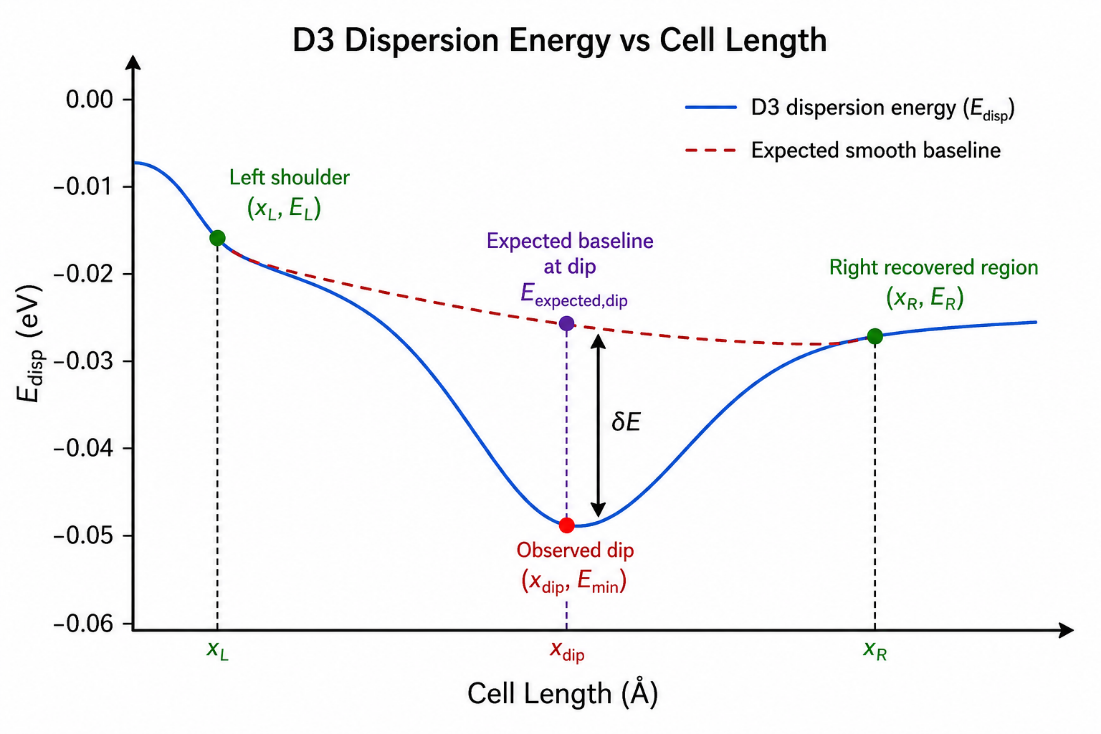 D3 Dispersion Energy vs Cell Length
D3 dispersion energy (E_disp)
Expected smooth baseline
0.00
−0.01
−0.02
−0.03
−0.04
−0.05
−0.06
E_disp (eV)
Left shoulder
(x_L, E_L)
Expected baseline
at dip
E_expected,dip
Right recovered region
(x_R, E_R)
δE
Observed dip
(x_dip, E_min)
x_L
x_dip
x_R
Cell Length (Å)